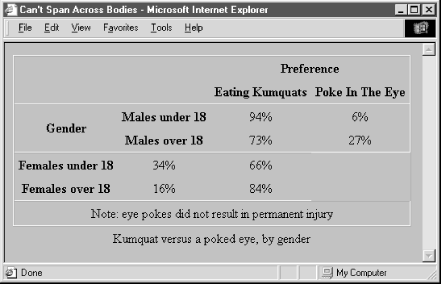 Can't Span Across Bodies - Microsoft Internet Explorer
File Edit View Favorites Tools Help
Preference
Eating Kumquats Poke In The Eye
Gender
Males under 18 94% 6%
Males over 18 73% 27%
Females under 18 34% 66%
Females over 18 16% 84%
Note: eye pokes did not result in permanent injury
Kumquat versus a poked eye, by gender
Done My Computer